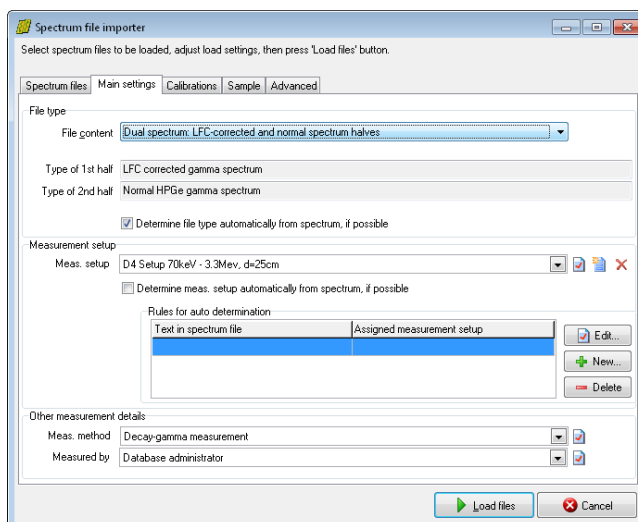 Spectrum file importer
Select spectrum files to be loaded, adjust load settings, then press 'Load files' button.
Spectrum files Main settings Calibrations Sample Advanced
File type
File content Dual spectrum: LFC-corrected and normal spectrum halves
Type of 1st half LFC corrected gamma spectrum
Type of 2nd half Normal HPGe gamma spectrum
Determine file type automatically from spectrum, if possible
Measurement setup
Meas. setup D4 Setup 70keV - 3.3Mev, d=25cm
Determine meas. setup automatically from spectrum, if possible
Rules for auto determination
Text in spectrum file Assigned measurement setup
Edit...
New...
Delete
Other measurement details
Meas. method Decay-gamma measurement
Measured by Database administrator
Load files Cancel